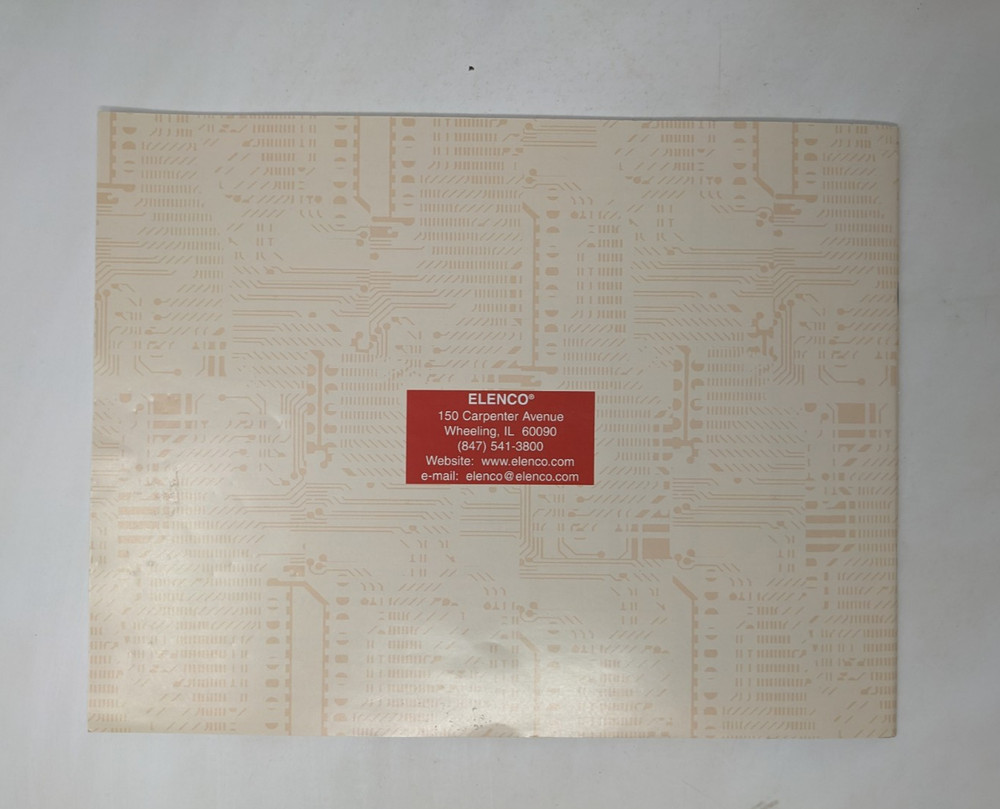 ELENCO®
150 Carpenter Avenue
Wheeling, IL  60090
(847) 541-3800
Website:  www.elenco.com
e-mail:  elenco@elenco.com